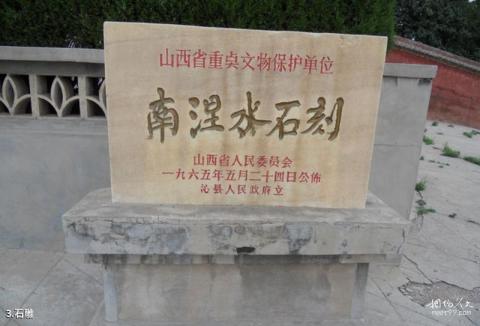 山西省重点文物保护单位
南涅水石刻
山西省人民委员会
一九六五年五月二十四日公佈
沁县人民政府立
3.石雕